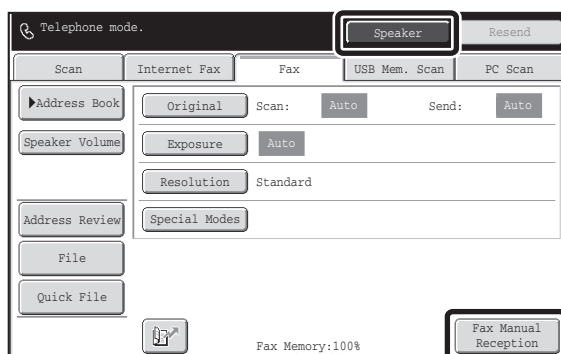 Telephone mode.
Speaker
Resend
Scan
Internet Fax
Fax
USB Mem. Scan
PC Scan
Address Book
Original
Scan:
Auto
Send:
Auto
Speaker Volume
Exposure
Auto
Resolution
Standard
Address Review
Special Modes
File
Quick File
Fax Memory:100%
Fax Manual
Reception